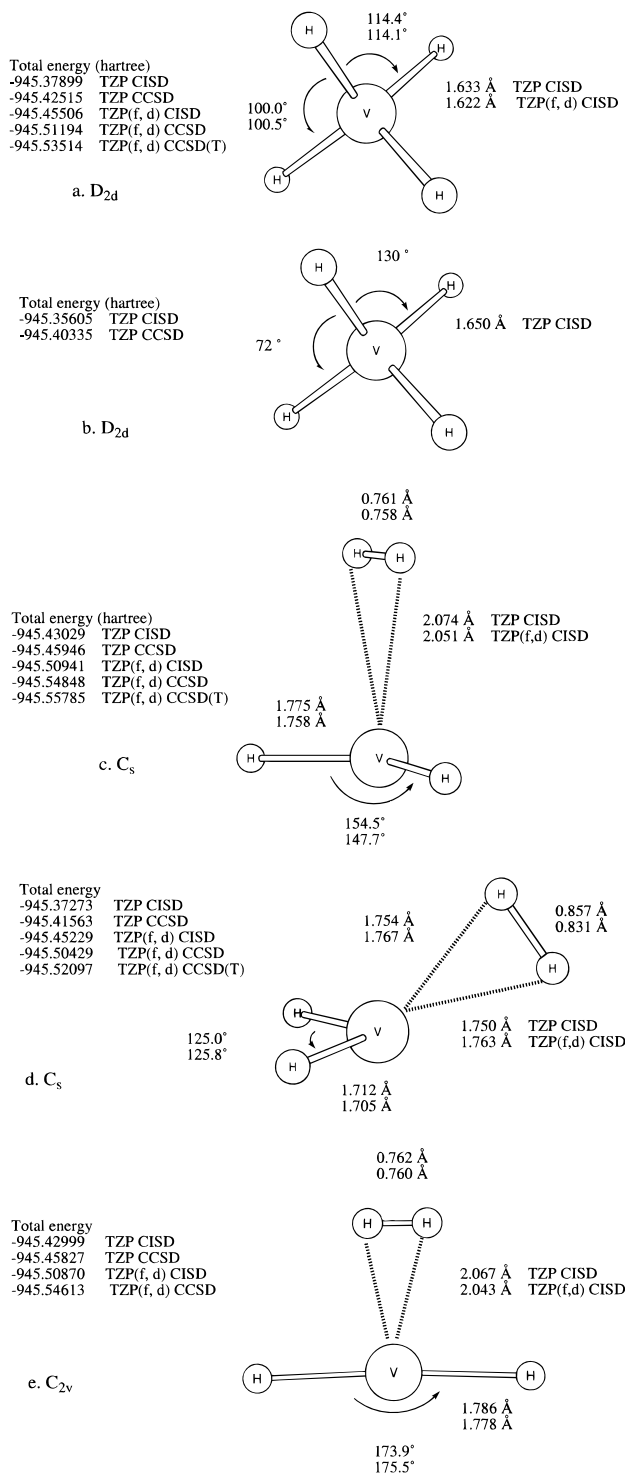 114.4°
114.1°
H
H
Total energy (hartree)
-945.37899 TZP CISD
-945.42515 TZP CCSD
-945.45506 TZP(f, d) CISD
-945.51194 TZP(f, d) CCSD
-945.53514 TZP(f, d) CCSD(T)
1.633 Å TZP CISD
1.622 Å TZP(f, d) CISD
100.0°
100.5°
V
H
H
a. D2d
H
130 °
H
Total energy (hartree)
-945.35605 TZP CISD
-945.40335 TZP CCSD
1.650 Å TZP CISD
72 °
V
H
H
b. D2d
0.761 Å
0.758 Å
H H
Total energy (hartree)
-945.43029 TZP CISD
-945.45946 TZP CCSD
-945.50941 TZP(f, d) CISD
-945.54848 TZP(f, d) CCSD
-945.55785 TZP(f, d) CCSD(T)
2.074 Å TZP CISD
2.051 Å TZP(f,d) CISD
1.775 Å
1.758 Å
H V H
c. Cs
154.5°
147.7°
Total energy
-945.37273 TZP CISD
-945.41563 TZP CCSD
-945.45229 TZP(f, d) CISD
-945.50429 TZP(f, d) CCSD
-945.52097 TZP(f, d) CCSD(T)
H
1.754 Å
1.767 Å
0.857 Å
0.831 Å
H
H
V
1.750 Å TZP CISD
1.763 Å TZP(f,d) CISD
125.0°
125.8°
H
d. Cs
1.712 Å
1.705 Å
0.762 Å
0.760 Å
H H
Total energy
-945.42999 TZP CISD
-945.45827 TZP CCSD
-945.50870 TZP(f, d) CISD
-945.54613 TZP(f, d) CCSD
2.067 Å TZP CISD
2.043 Å TZP(f,d) CISD
H V H
e. C2v
1.786 Å
1.778 Å
173.9°
175.5°